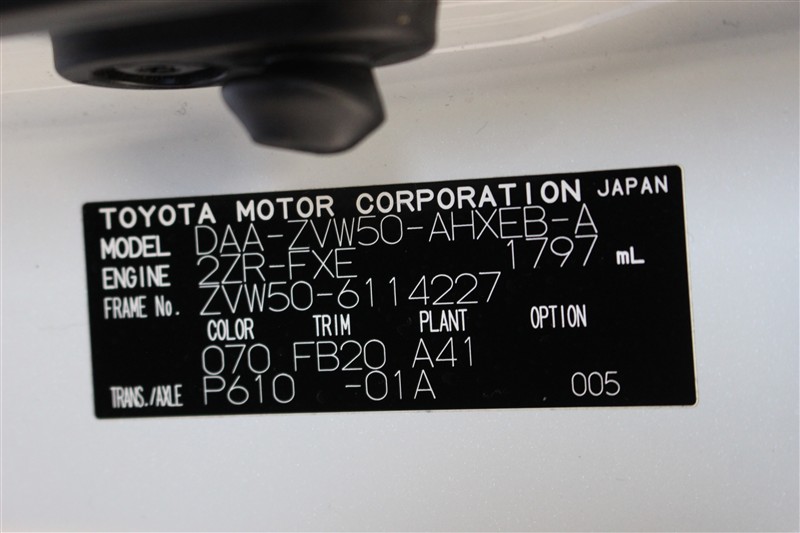 TOYOTA MOTOR CORPORATION JAPAN
MODEL DAA-ZVW50-AHXEB-A
ENGINE 2ZR-FXE 1797 mL
FRAME No. ZVW50-6114227
COLOR TRIM PLANT OPTION
070 FB20 A41
TRANS./AXLE P610 -01A 005